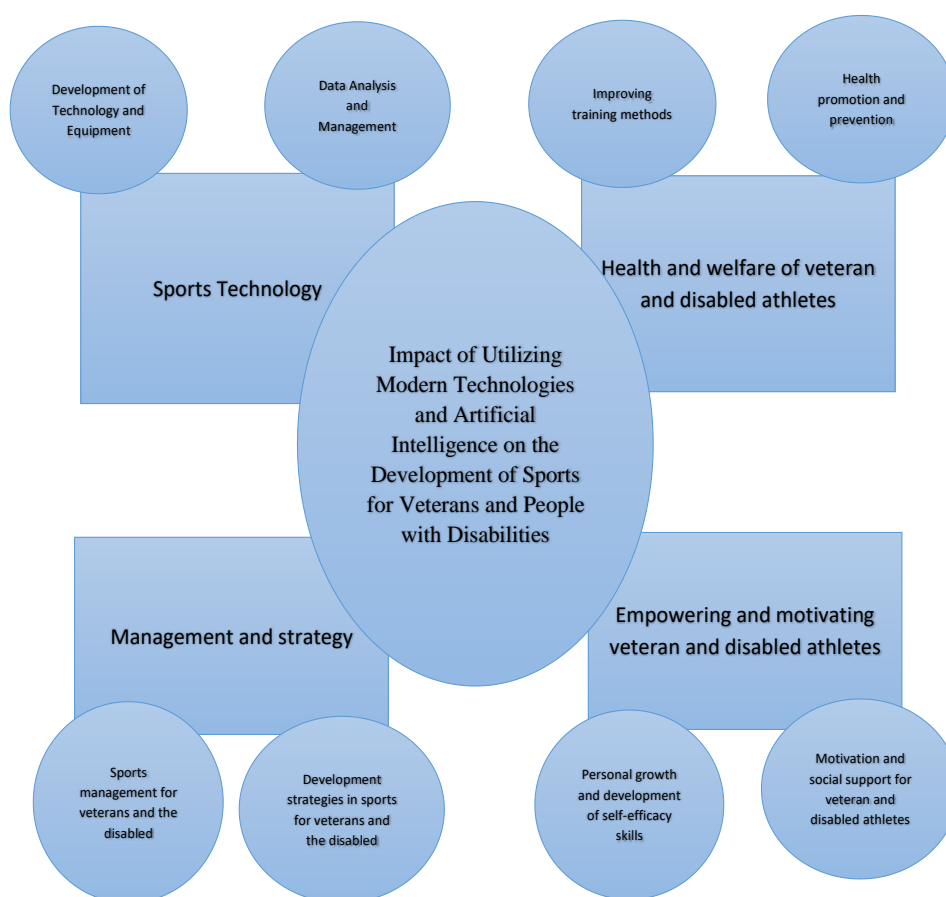 Development of
Technology and
Equipment
Data Analysis
and
Management
Improving
training methods
Health
promotion and
prevention
Sports Technology
Health and welfare of veteran
and disabled athletes
Impact of Utilizing
Modern Technologies
and Artificial
Intelligence on the
Development of Sports
for Veterans and People
with Disabilities
Management and strategy
Empowering and motivating
veteran and disabled athletes
Sports
management for
veterans and the
disabled
Development
strategies in sports
for veterans and
the disabled
Personal growth
and development
of self-efficacy
skills
Motivation and
social support for
veteran and
disabled athletes